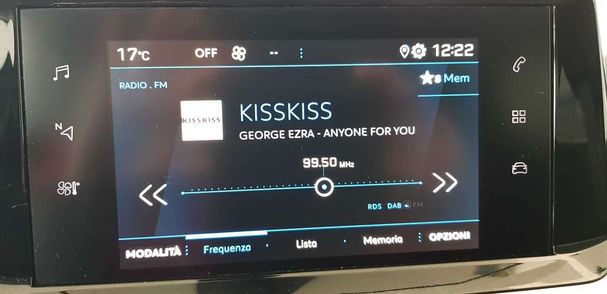 17°C OFF -- 12:22
RADIO . FM
8 Mem
KISSKISS
KISSKISS
GEORGE EZRA - ANYONE FOR YOU
99.50 MHz
N
RDS DAB FM
MODALITÀ Frequenza Lista Memoria OPZIONI